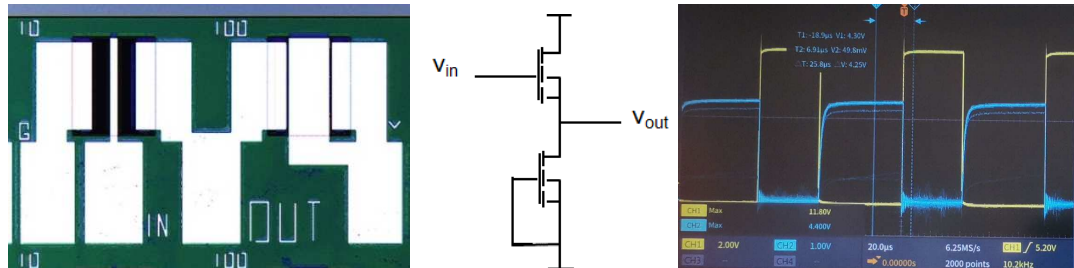 10
100
G
V
IN
OUT
10
100
Vin
Vout
T
T1: -18.9μs V1: 4.30V
T2: 6.91μs V2: 49.8mV
△T: 25.8μs △V: 4.25V
CH1 Max 11.80V
CH2 Max 4.400V
CH1 2.00V CH2 1.00V 20.0μs 6.25MS/s CH1 5.20V
CH3 -- CH4 -- 0.00000s 2000 points 10.2kHz